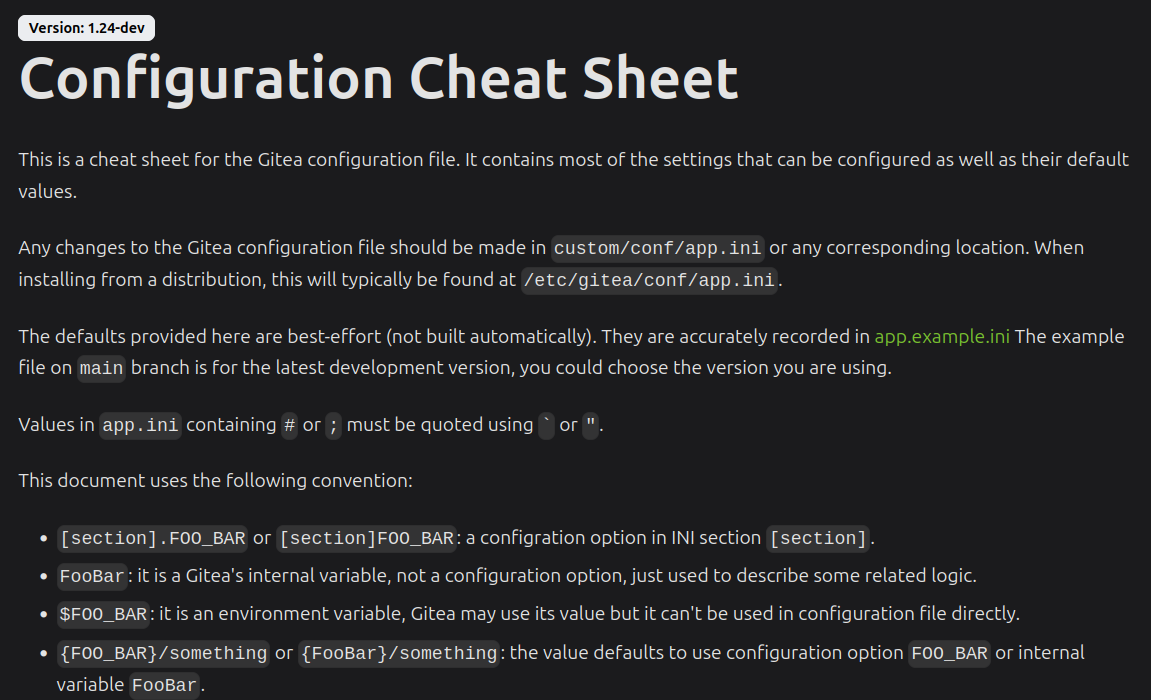 Version: 1.24-dev
Configuration Cheat Sheet
This is a cheat sheet for the Gitea configuration file. It contains most of the settings that can be configured as well as their default
values.
Any changes to the Gitea configuration file should be made in custom/conf/app.ini or any corresponding location. When
installing from a distribution, this will typically be found at /etc/gitea/conf/app.ini.
The defaults provided here are best-effort (not built automatically). They are accurately recorded in app.example.ini The example
file on main branch is for the latest development version, you could choose the version you are using.
Values in app.ini containing # or ; must be quoted using ` or ".
This document uses the following convention:
• [section].FOO_BAR or [section]FOO_BAR: a configration option in INI section [section].
• FooBar: it is a Gitea's internal variable, not a configuration option, just used to describe some related logic.
• $FOO_BAR: it is an environment variable, Gitea may use its value but it can't be used in configuration file directly.
• {FOO_BAR}/something or {FooBar}/something: the value defaults to use configuration option FOO_BAR or internal
variable FooBar.